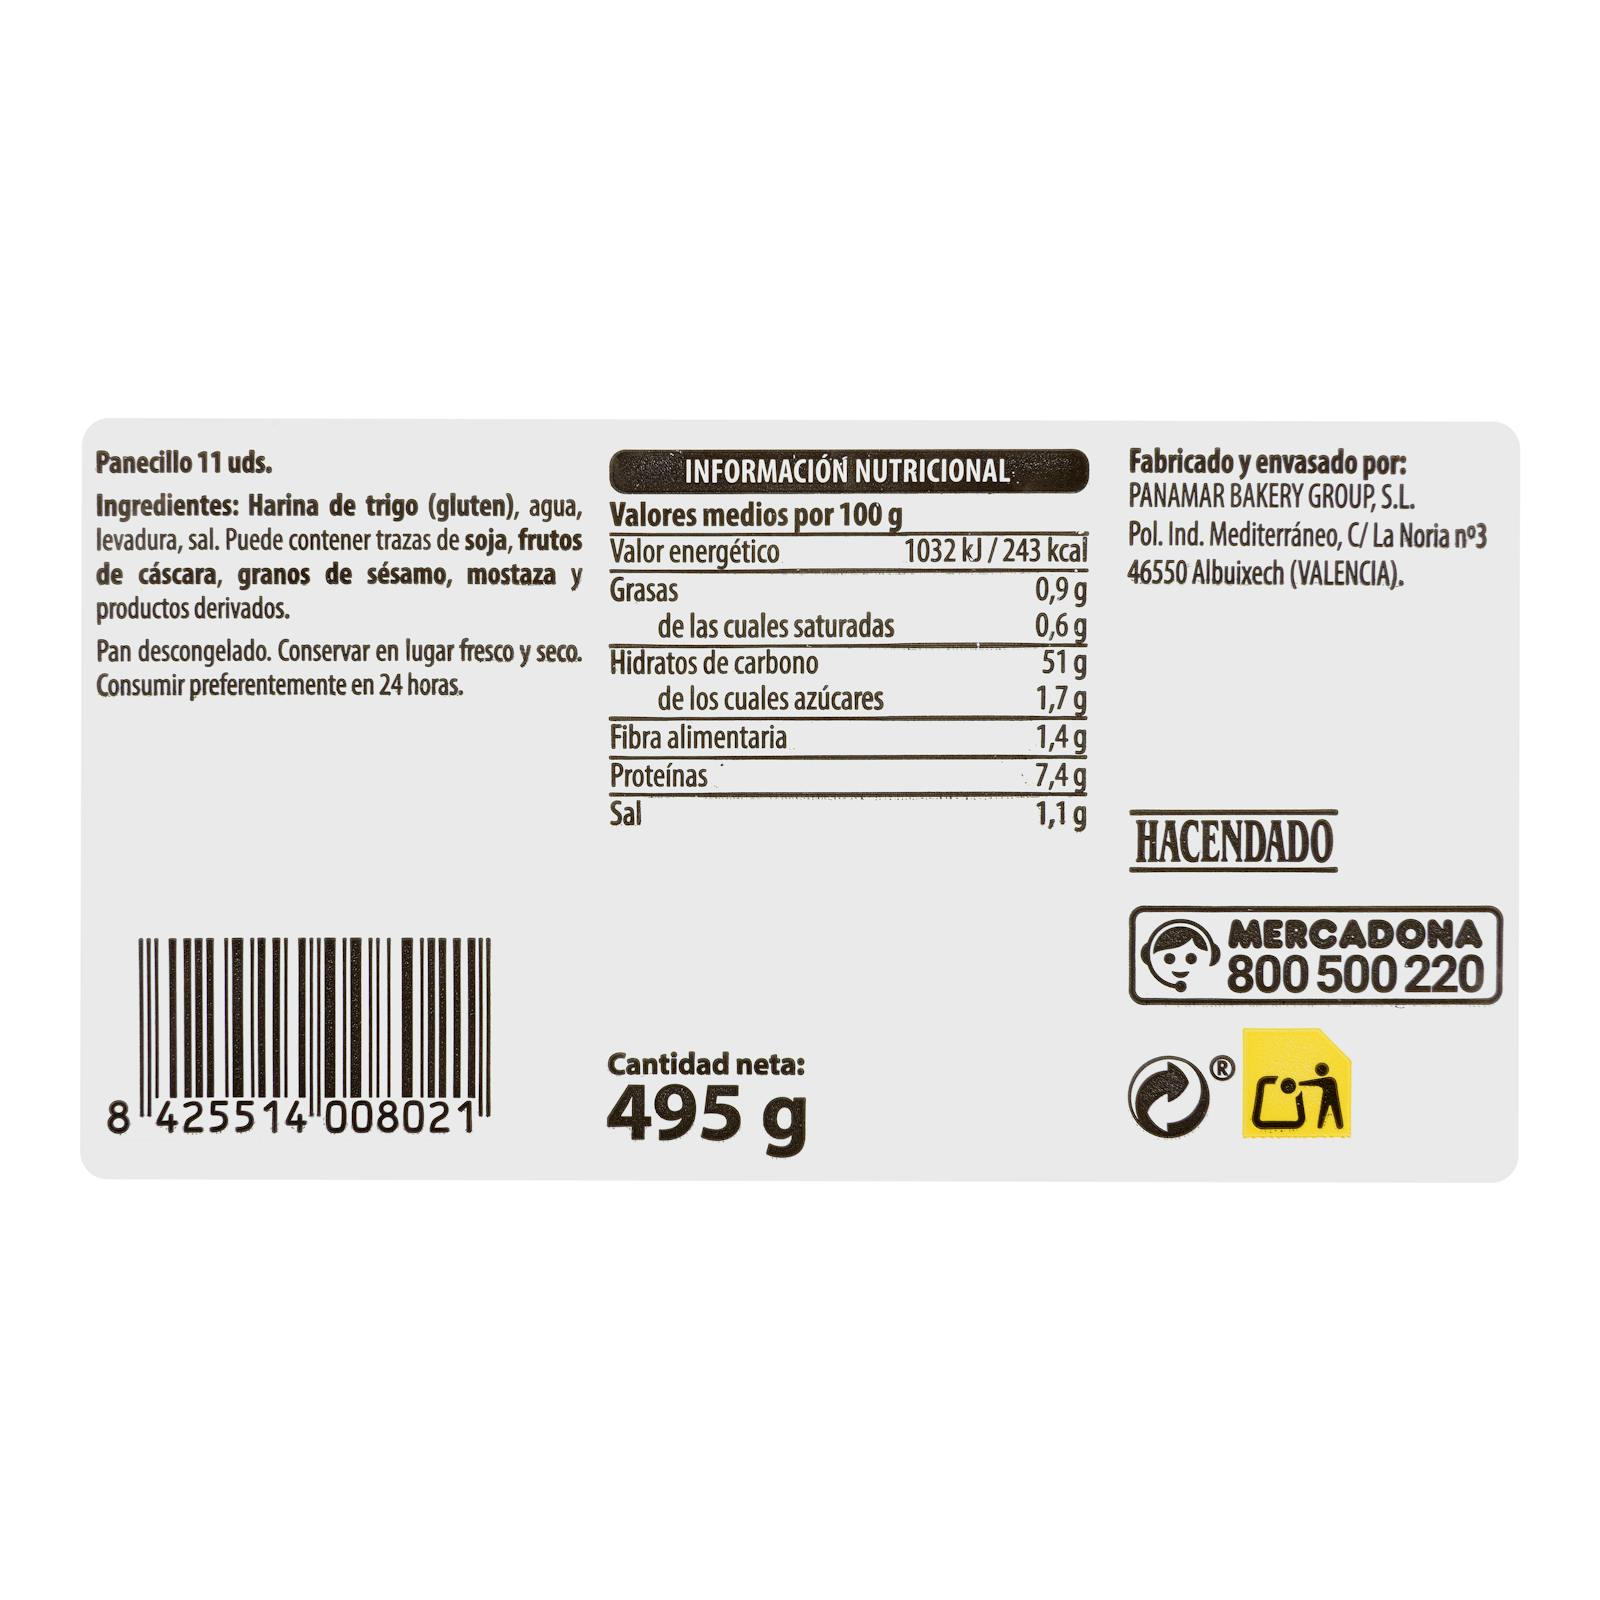 Panecillo 11 uds.
Ingredientes: Harina de trigo (gluten), agua,
levadura, sal. Puede contener trazas de soja, frutos
de cáscara, granos de sésamo, mostaza y
productos derivados.
Pan descongelado. Conservar en lugar fresco y seco.
Consumir preferentemente en 24 horas.
8 425514 008021
INFORMACIÓN NUTRICIONAL
Valores medios por 100 g
Valor energético 1032 kJ / 243 kcal
Grasas 0,9 g
de las cuales saturadas 0,6 g
Hidratos de carbono 51 g
de los cuales azúcares 1,7 g
Fibra alimentaria 1,4 g
Proteínas 7,4 g
Sal 1,1 g
Cantidad neta:
495 g
Fabricado y envasado por:
PANAMAR BAKERY GROUP, S.L.
Pol. Ind. Mediterráneo, C/ La Noria nº3
46550 Albuixech (VALENCIA).
HACENDADO
MERCADONA
800 500 220
®